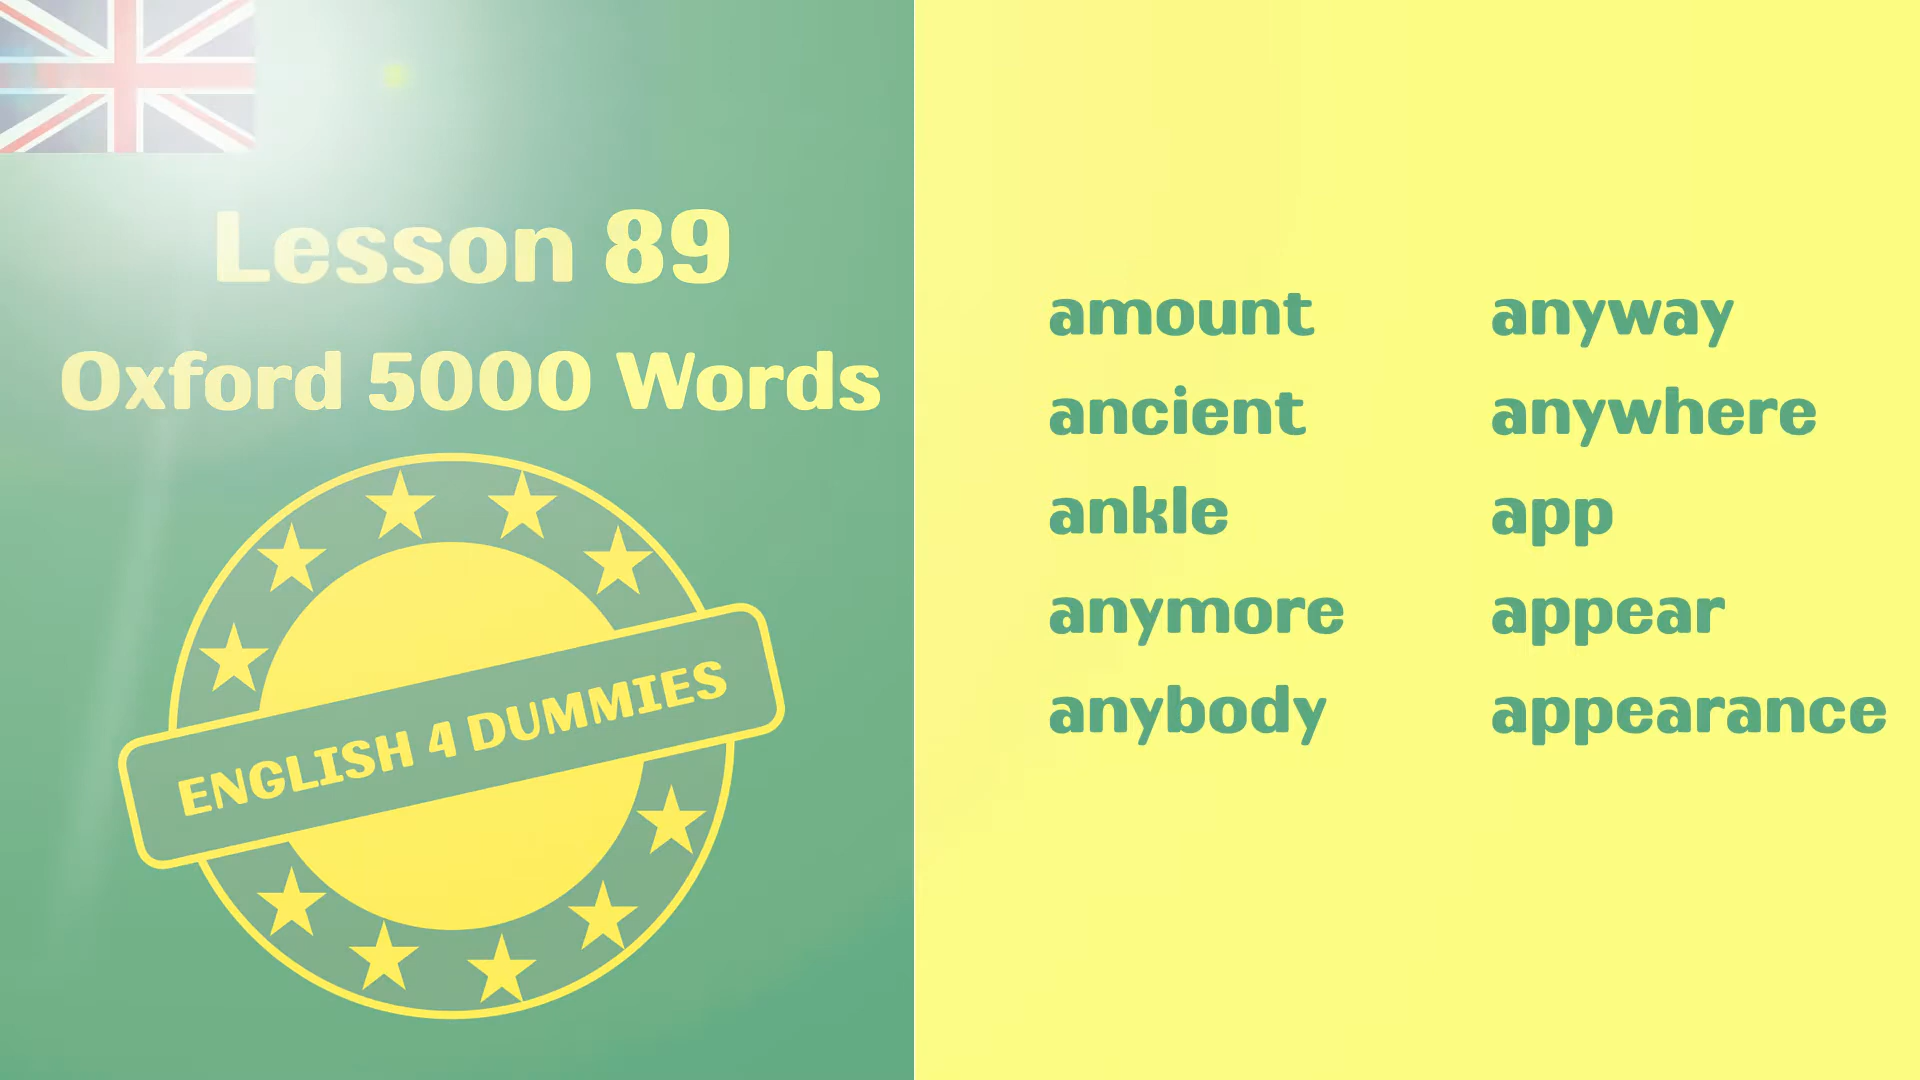 Lesson 89
Oxford 5000 Words
ENGLISH 4 DUMMIES
amount
ancient
ankle
anymore
anybody
anyway
anywhere
app
appear
appearance